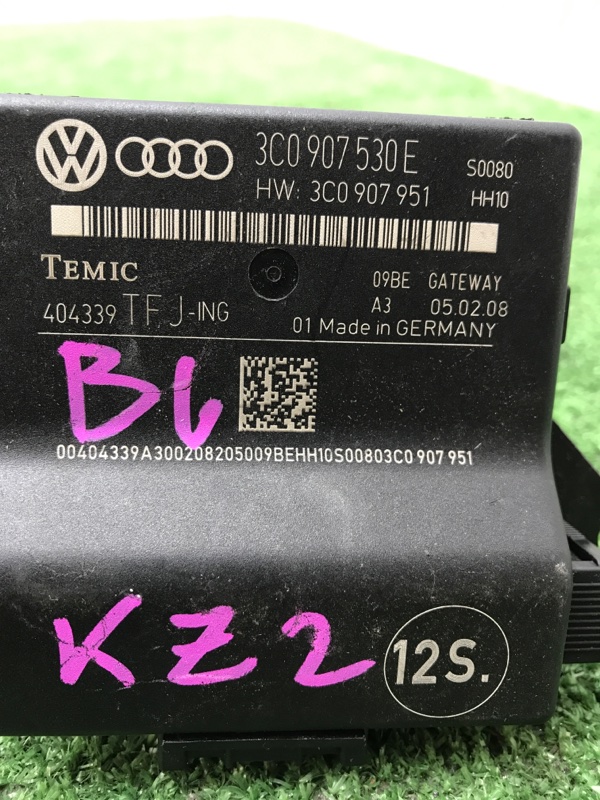 3C0 907 530 E S0080
HW: 3C0 907 951 HH10
TEMIC 09BE GATEWAY
A3 05.02.08
404339 TFJ-ING 01 Made in GERMANY
B6
00404339A300208205009BEHH10S00803C0 907 951
KZ2
12S.